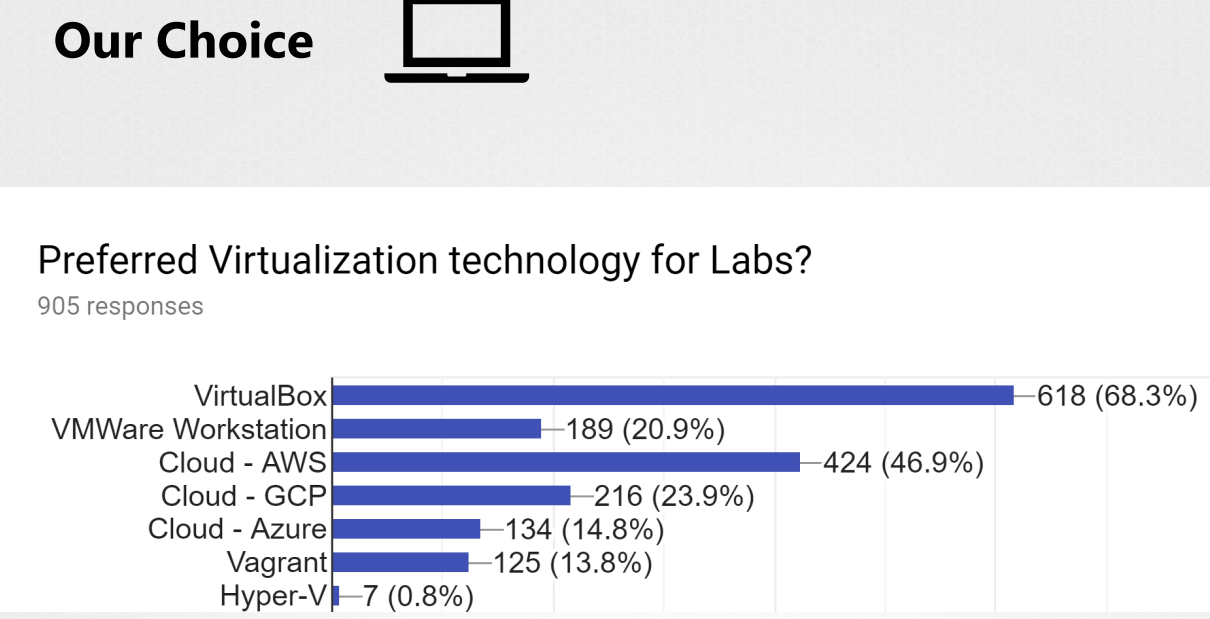 Our Choice
Preferred Virtualization technology for Labs?
905 responses
VirtualBox 618 (68.3%)
VMWare Workstation 189 (20.9%)
Cloud - AWS 424 (46.9%)
Cloud - GCP 216 (23.9%)
Cloud - Azure 134 (14.8%)
Vagrant 125 (13.8%)
Hyper-V 7 (0.8%)